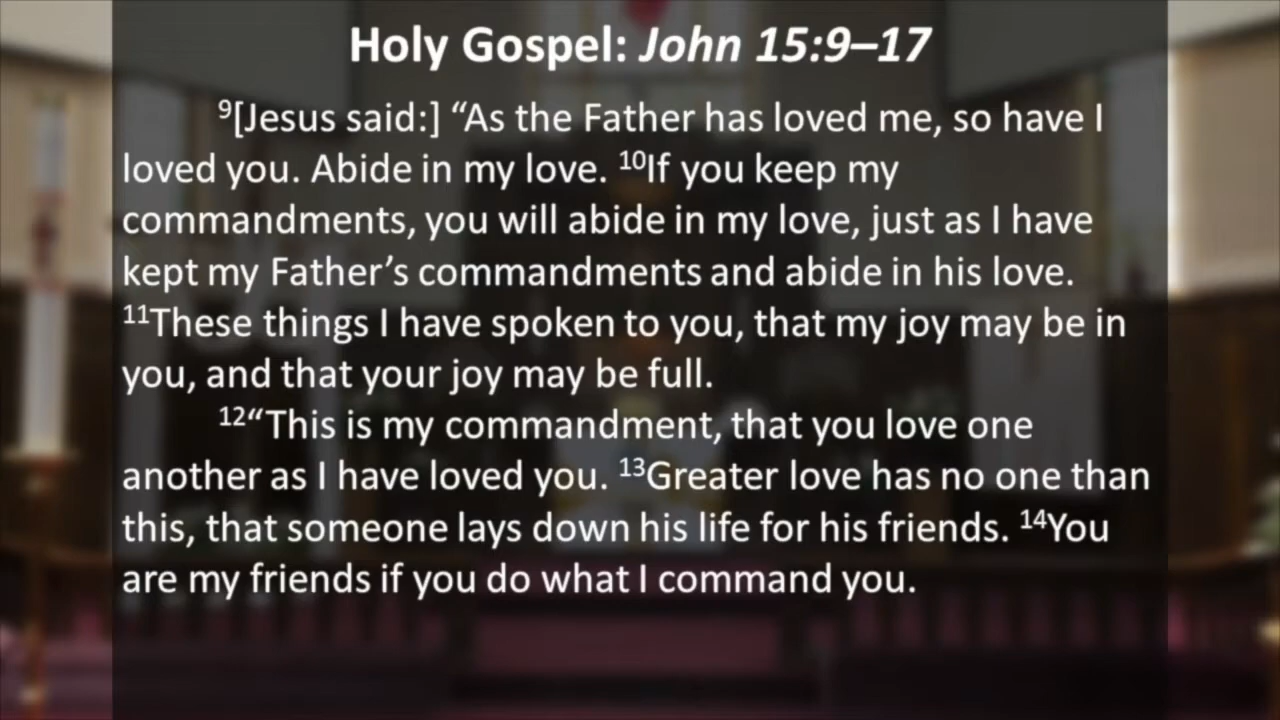 Holy Gospel: John 15:9–17
⁹[Jesus said:] “As the Father has loved me, so have I
loved you. Abide in my love. ¹⁰If you keep my
commandments, you will abide in my love, just as I have
kept my Father’s commandments and abide in his love.
¹¹These things I have spoken to you, that my joy may be in
you, and that your joy may be full.
¹²“This is my commandment, that you love one
another as I have loved you. ¹³Greater love has no one than
this, that someone lays down his life for his friends. ¹⁴You
are my friends if you do what I command you.